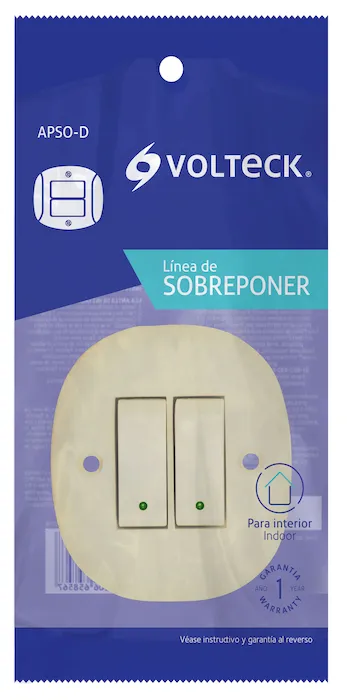 APSO-D
VOLTECK®
Línea de
SOBREPONER
Para interior
Indoor
GARANTÍA
AÑO 1 YEAR
WARRANTY
Véase instructivo y garantía al reverso